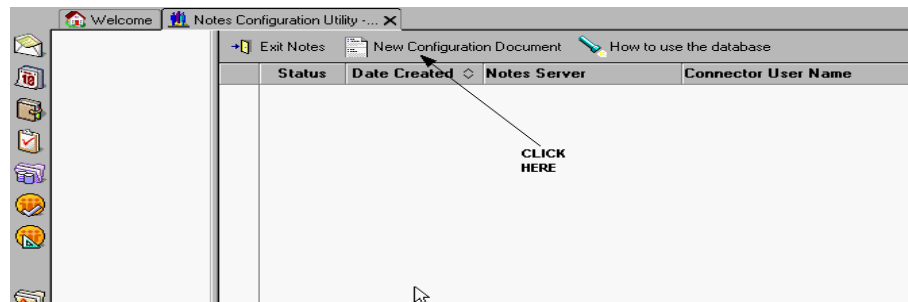 Welcome Notes Configuration Utility -...
Exit Notes New Configuration Document How to use the database
Status Date Created Notes Server Connector User Name
CLICK
HERE